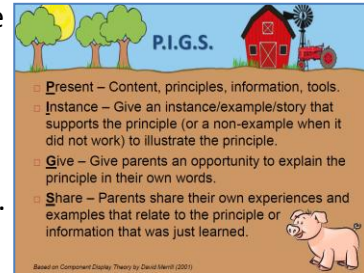 e
P.I.G.S.
Present – Content, principles, information, tools.
Instance – Give an instance/example/story that
supports the principle (or a non-example when it
did not work) to illustrate the principle.
Give – Give parents an opportunity to explain the
principle in their own words.
.
Share – Parents share their own experiences and
examples that relate to the principle or
information that was just learned.
Based on Component Display Theory by David Merrill (2001)